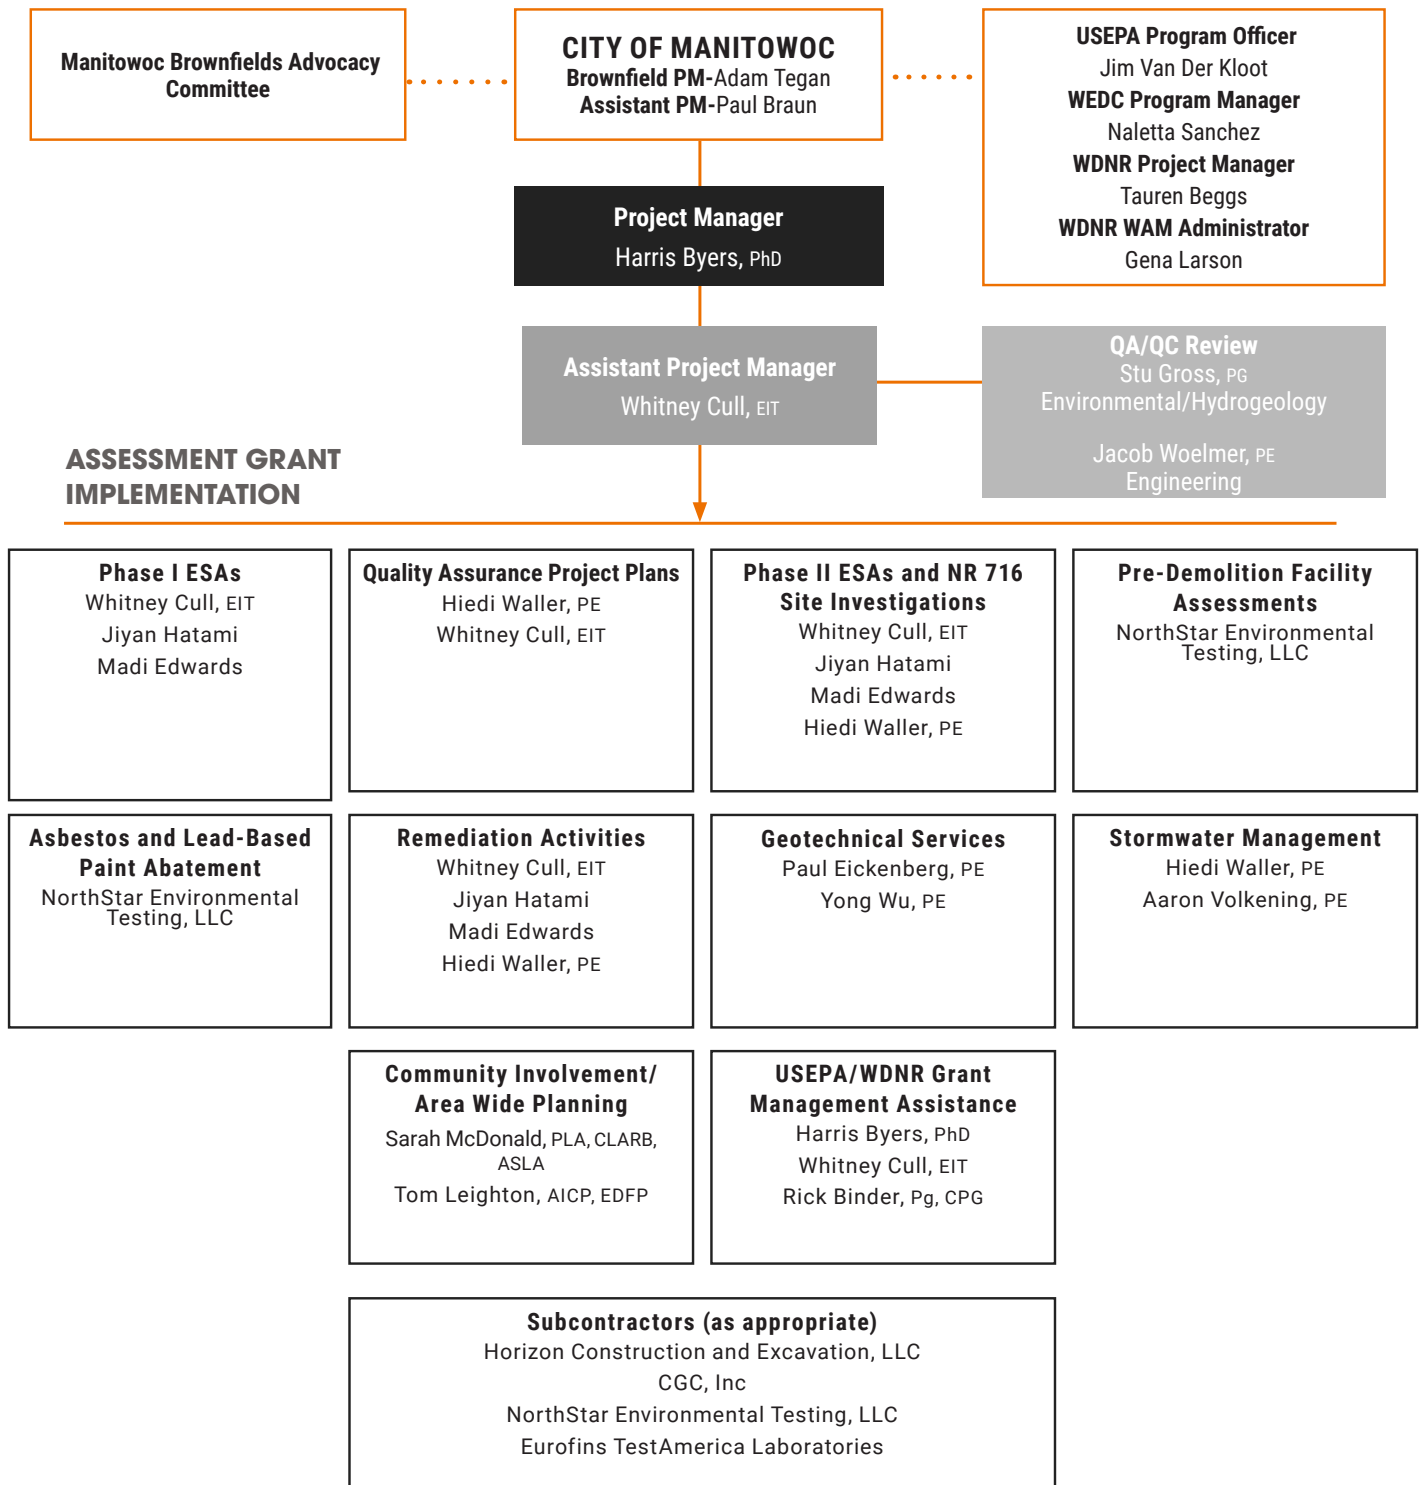 Manitowoc Brownfields Advocacy
Committee
CITY OF MANITOWOC
Brownfield PM-Adam Tegan
Assistant PM-Paul Braun
USEPA Program Officer
Jim Van Der Kloot
WEDC Program Manager
Naletta Sanchez
WDNR Project Manager
Tauren Beggs
WDNR WAM Administrator
Gena Larson
Project Manager
Harris Byers, PhD
Assistant Project Manager
Whitney Cull, EIT
QA/QC Review
Stu Gross, PG
Environmental/Hydrogeology
Jacob Woelmer, PE
Engineering
ASSESSMENT GRANT
IMPLEMENTATION
Phase I ESAs
Whitney Cull, EIT
Jiyan Hatami
Madi Edwards
Quality Assurance Project Plans
Hiedi Waller, PE
Whitney Cull, EIT
Phase II ESAs and NR 716
Site Investigations
Whitney Cull, EIT
Jiyan Hatami
Madi Edwards
Hiedi Waller, PE
Pre-Demolition Facility
Assessments
NorthStar Environmental
Testing, LLC
Asbestos and Lead-Based
Paint Abatement
NorthStar Environmental
Testing, LLC
Remediation Activities
Whitney Cull, EIT
Jiyan Hatami
Madi Edwards
Hiedi Waller, PE
Geotechnical Services
Paul Eickenberg, PE
Yong Wu, PE
Stormwater Management
Hiedi Waller, PE
Aaron Volkening, PE
Community Involvement/
Area Wide Planning
Sarah McDonald, PLA, CLARB,
ASLA
Tom Leighton, AICP, EDFP
USEPA/WDNR Grant
Management Assistance
Harris Byers, PhD
Whitney Cull, EIT
Rick Binder, Pg, CPG
Subcontractors (as appropriate)
Horizon Construction and Excavation, LLC
CGC, Inc
NorthStar Environmental Testing, LLC
Eurofins TestAmerica Laboratories